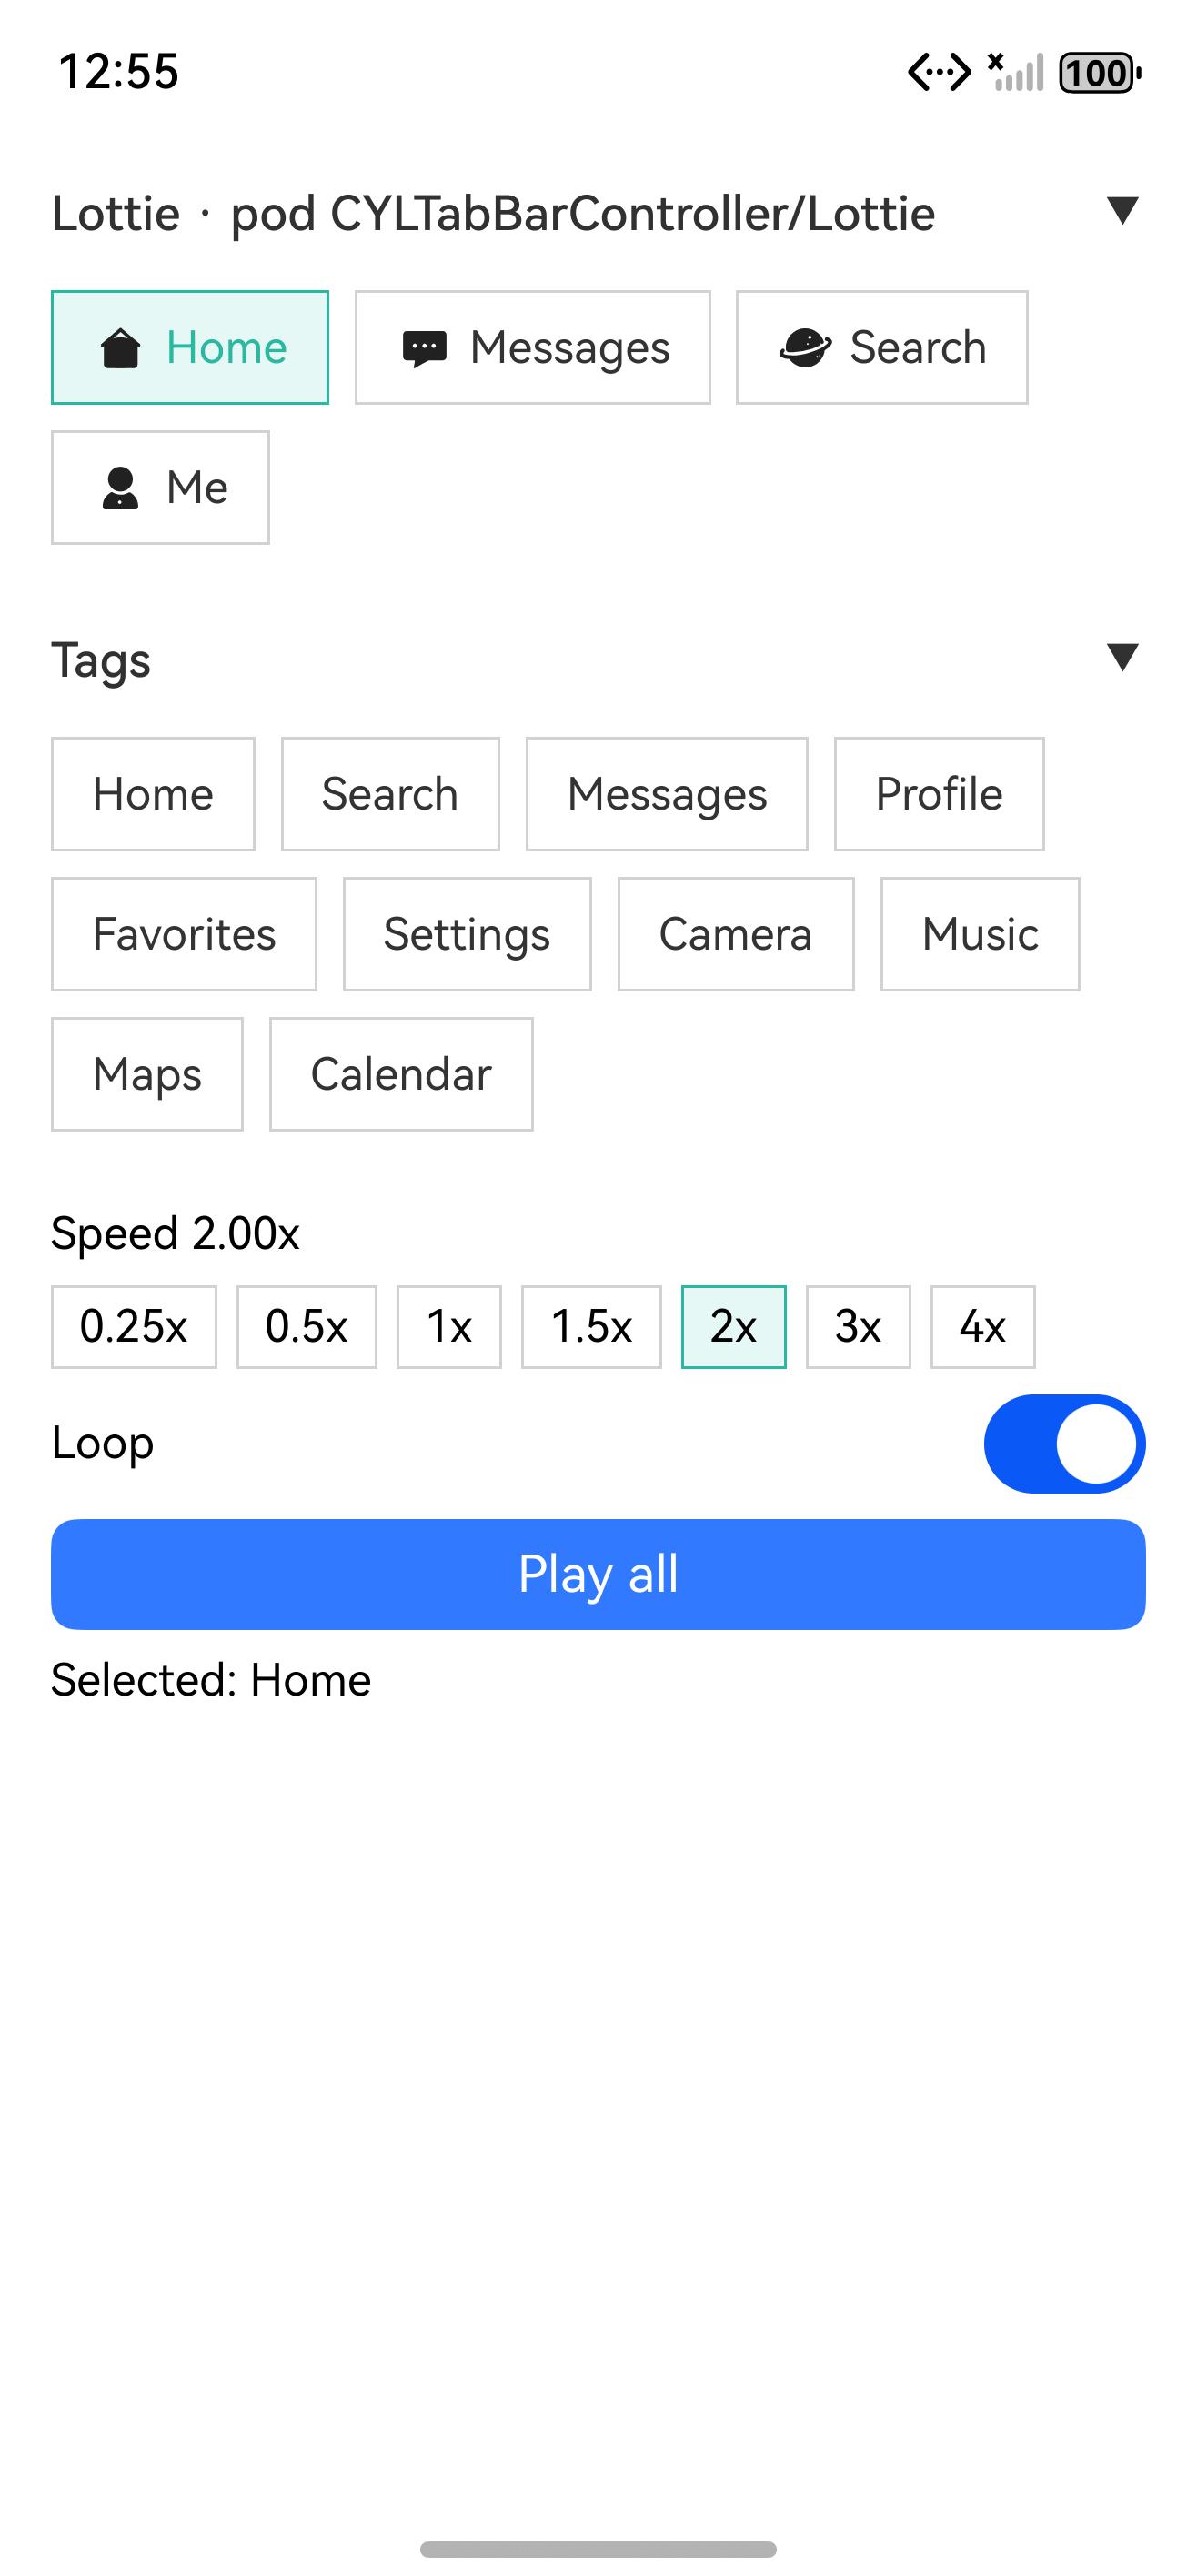 12:55
100
Lottie · pod CYLTabBarController/Lottie
Home Messages Search
Me
Tags
Home Search Messages Profile
Favorites Settings Camera Music
Maps Calendar
Speed 2.00x
0.25x 0.5x 1x 1.5x 2x 3x 4x
Loop
Play all
Selected: Home